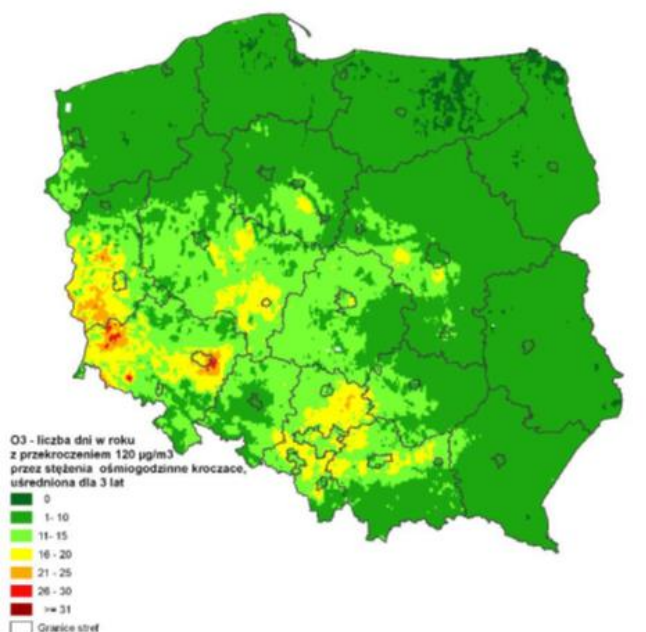 O3 - liczba dni w roku
z przekroczeniem 120 µg/m3
przez stężenia ośmiogodzinne kroczace,
uśredniona dla 3 lat
0
1- 10
11- 15
16 - 20
21 - 25
26 - 30
>= 31
Granice stref